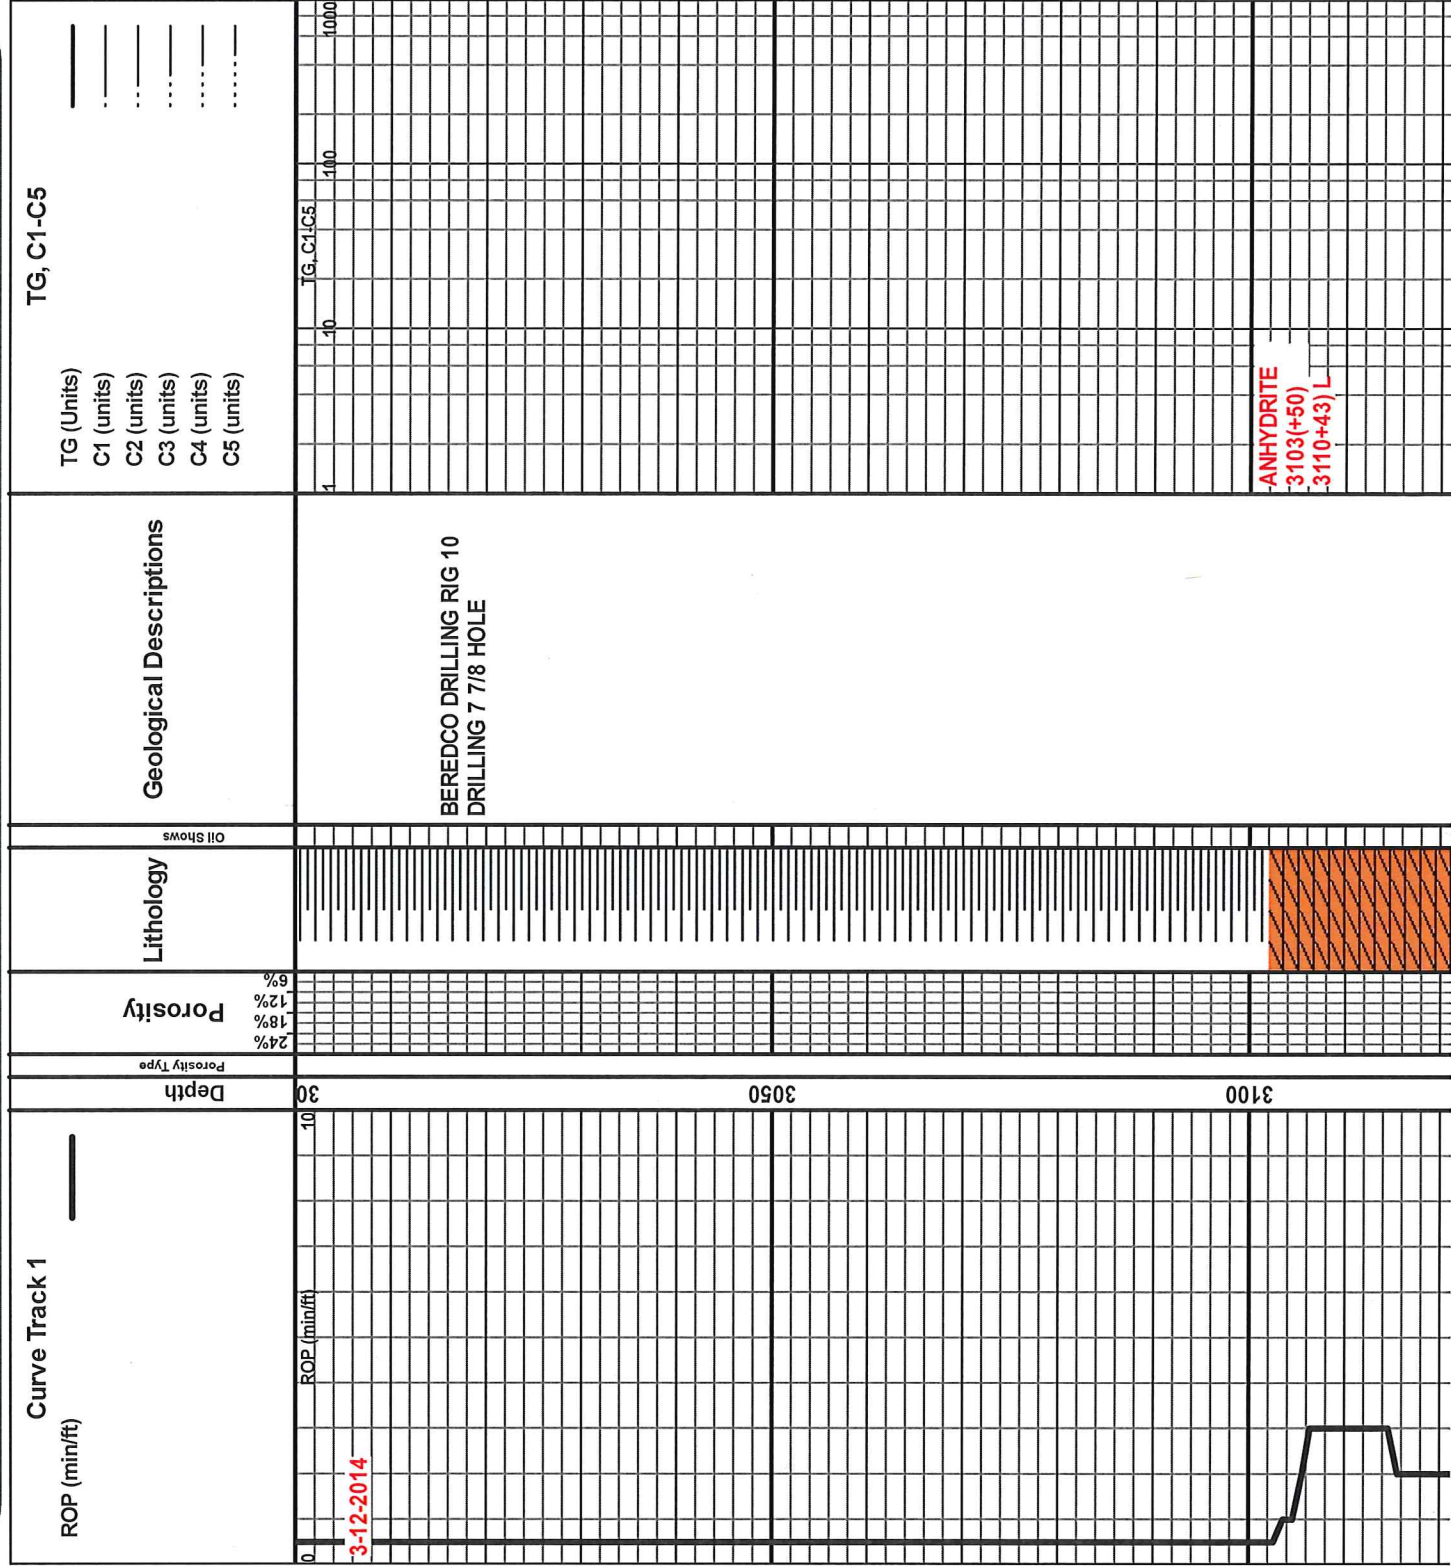 Curve Track 1
ROP (min/ft)
Depth
Porosity Type
Porosity
24%
18%
12%
6%
Lithology
Oil Shows
Geological Descriptions
TG, C1-C5
TG (Units)
C1 (units)
C2 (units)
C3 (units)
C4 (units)
C5 (units)
0
ROP (min/ft)
10
30
1
10
TG, C1-C5
100
1000
3-12-2014
BEREDCO DRILLING RIG 10
DRILLING 7 7/8 HOLE
3050
3100
ANHYDRITE
3103(+50)
3110+43) L